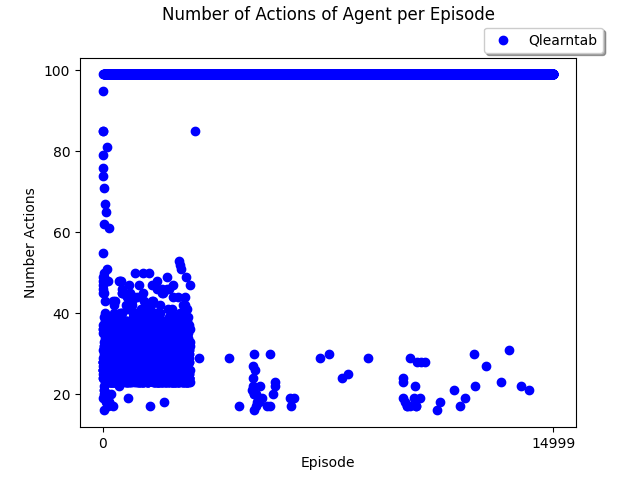 Number of Actions of Agent per Episode
Qlearntab
100
80
60
40
20
Number Actions
0 14999
Episode